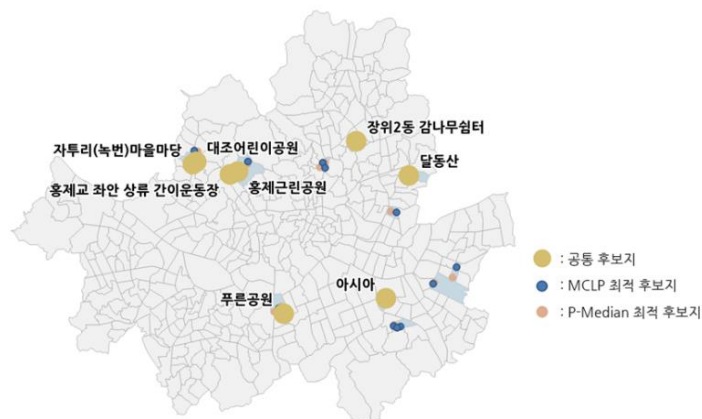 장위2동 감나무쉼터
자투리(녹번)마을마당
대조어린이공원
달동산
홍제교 좌안 상류 간이운동장
홍제근린공원
아시아
푸른공원
: 공통 후보지
: MCLP 최적 후보지
: P-Median 최적 후보지